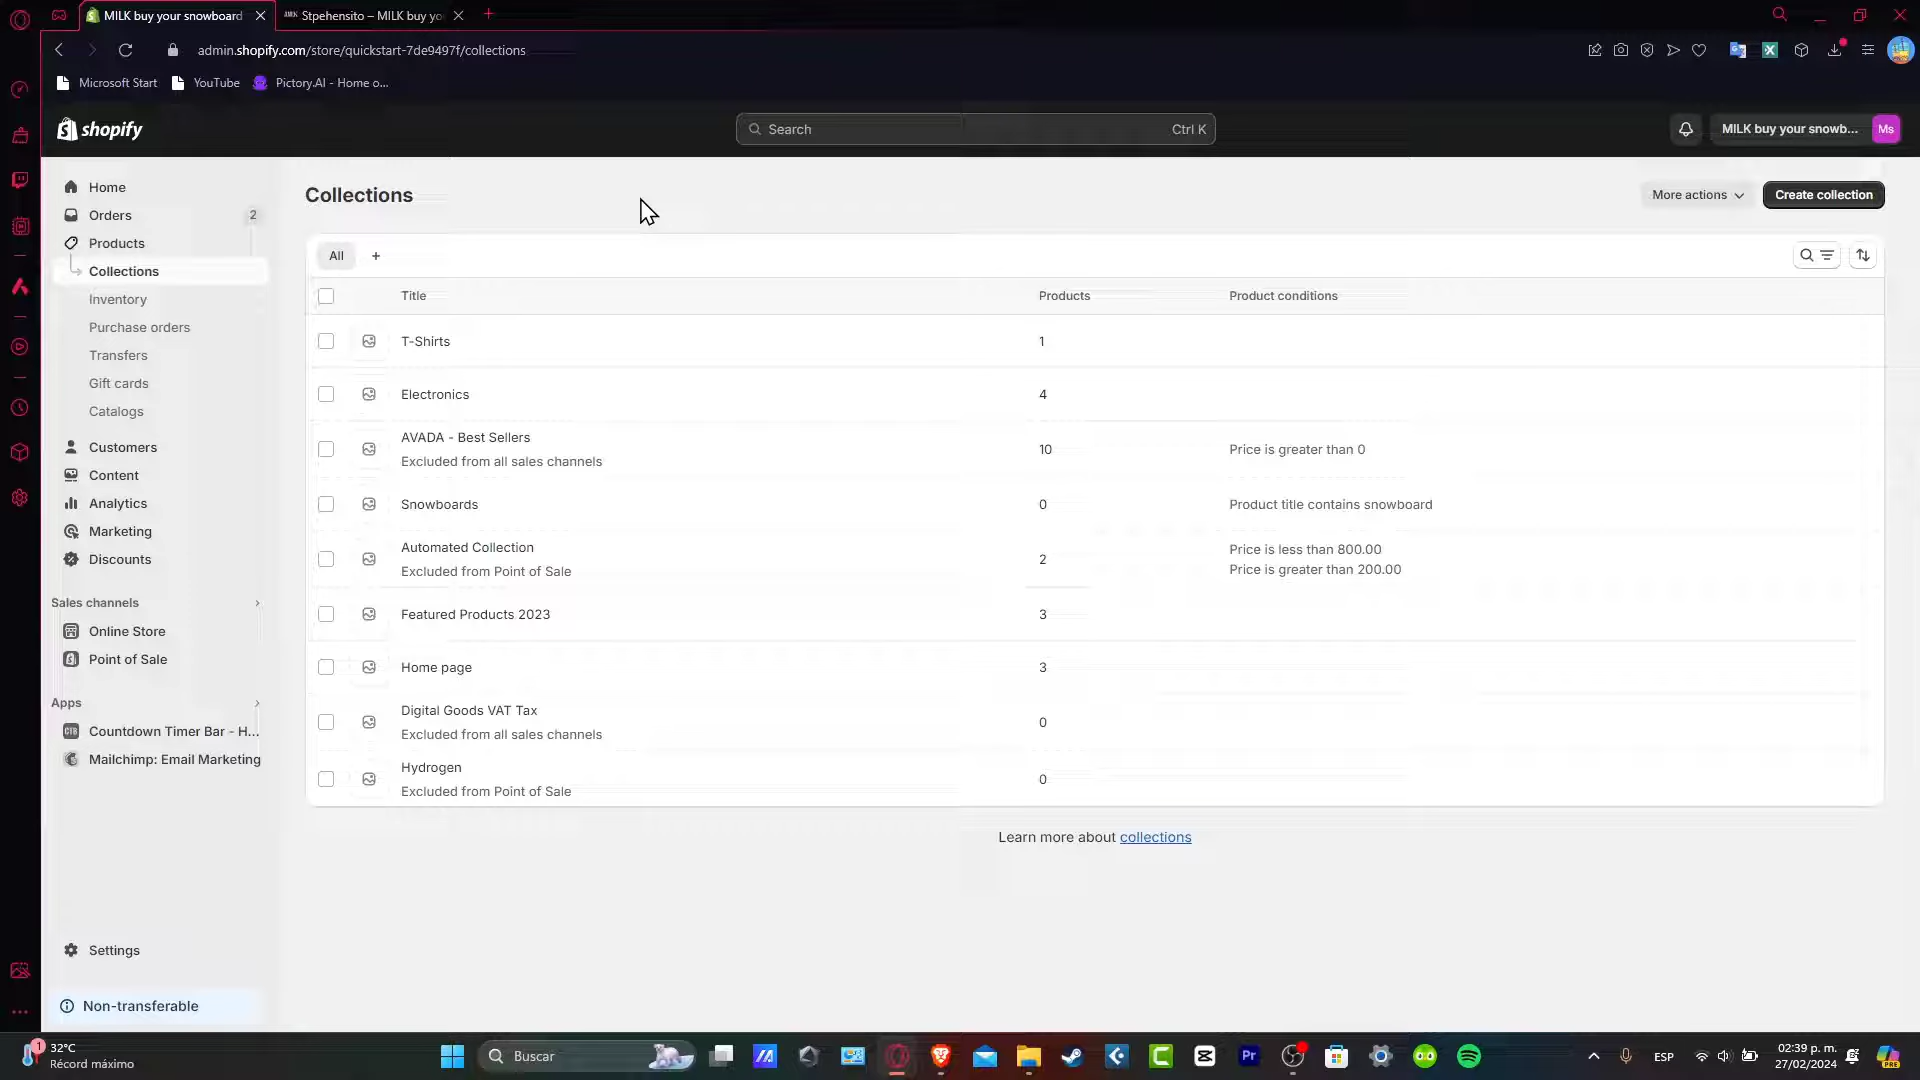 MILK buy your snowboard
Stpehensito – MILK buy yo
admin.shopify.com/store/quickstart-7de9497f/collections
Microsoft Start
YouTube
Pictory.AI - Home o...
shopify
Search
Ctrl K
MILK buy your snowb...
Ms
Home
Orders
2
Products
Collections
Inventory
Purchase orders
Transfers
Gift cards
Catalogs
Customers
Content
Analytics
Marketing
Discounts
Sales channels
Online Store
Point of Sale
Apps
Countdown Timer Bar - H...
Mailchimp: Email Marketing
Settings
Non-transferable
Collections
More actions
Create collection
All
+
Title
Products
Product conditions
T-Shirts
1
Electronics
4
AVADA - Best Sellers
Excluded from all sales channels
10
Price is greater than 0
Snowboards
0
Product title contains snowboard
Automated Collection
Excluded from Point of Sale
2
Price is less than 800.00
Price is greater than 200.00
Featured Products 2023
3
Home page
3
Digital Goods VAT Tax
Excluded from all sales channels
0
Hydrogen
Excluded from Point of Sale
0
Learn more about collections
1
32°C
Récord máximo
Buscar
Pr
ESP
02:39 p. m.
27/02/2024